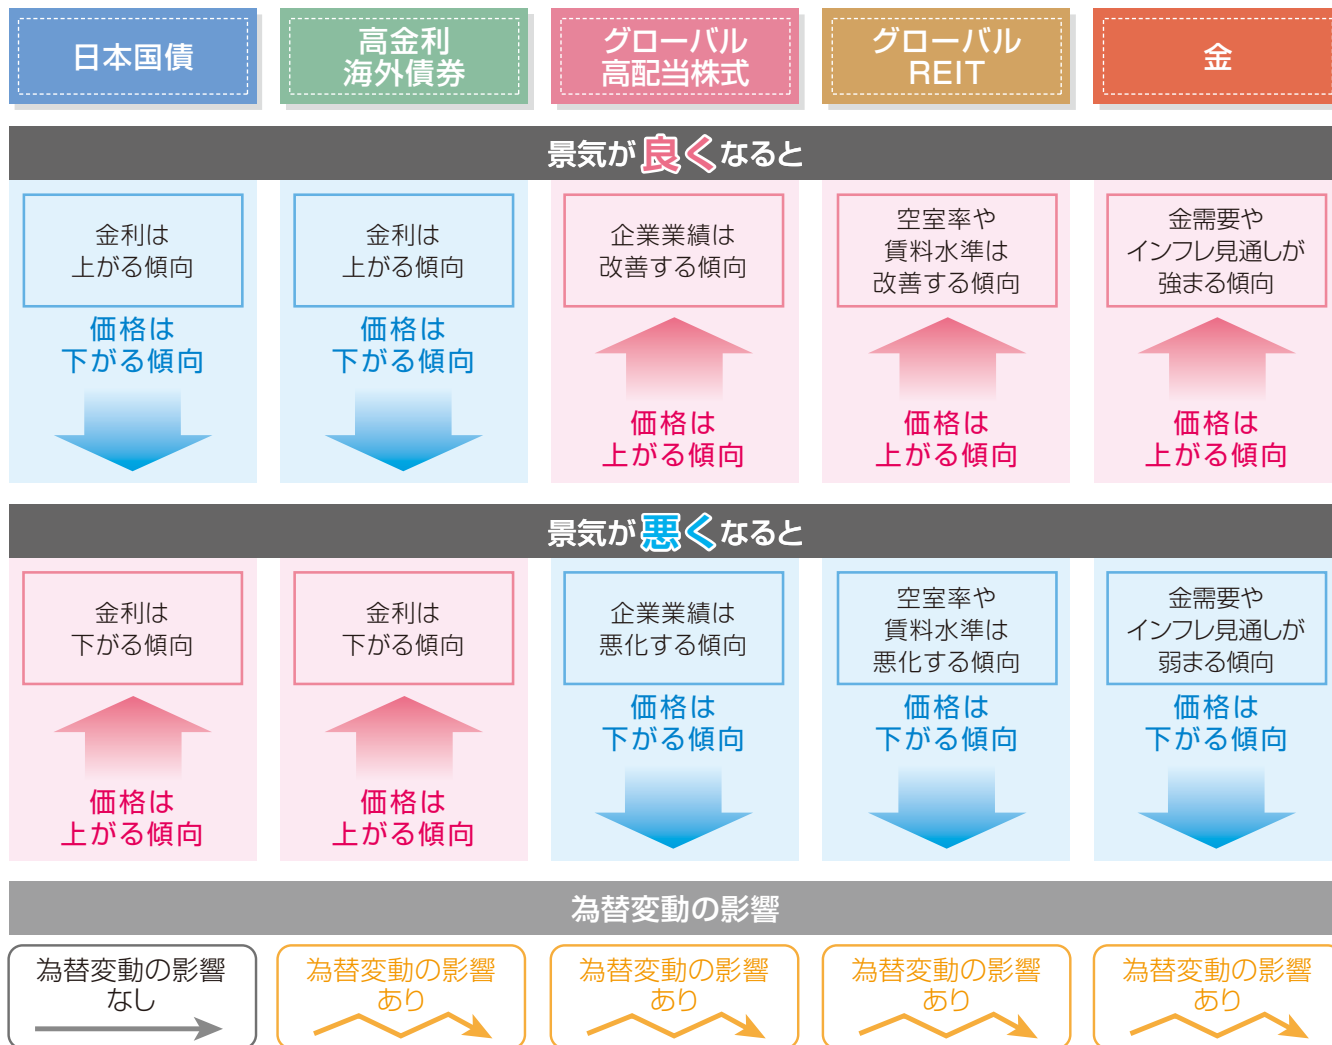 日本国債
高金利
海外債券
グローバル
高配当株式
グローバル
REIT
金
景気が良くなると
金利は
上がる傾向
価格は
下がる傾向
金利は
上がる傾向
価格は
下がる傾向
企業業績は
改善する傾向
価格は
上がる傾向
空室率や
賃料水準は
改善する傾向
価格は
上がる傾向
金需要や
インフレ見通しが
強まる傾向
価格は
上がる傾向
景気が悪くなると
金利は
下がる傾向
価格は
上がる傾向
金利は
下がる傾向
価格は
上がる傾向
企業業績は
悪化する傾向
価格は
下がる傾向
空室率や
賃料水準は
悪化する傾向
価格は
下がる傾向
金需要や
インフレ見通しが
弱まる傾向
価格は
下がる傾向
為替変動の影響
為替変動の影響
なし
為替変動の影響
あり
為替変動の影響
あり
為替変動の影響
あり
為替変動の影響
あり